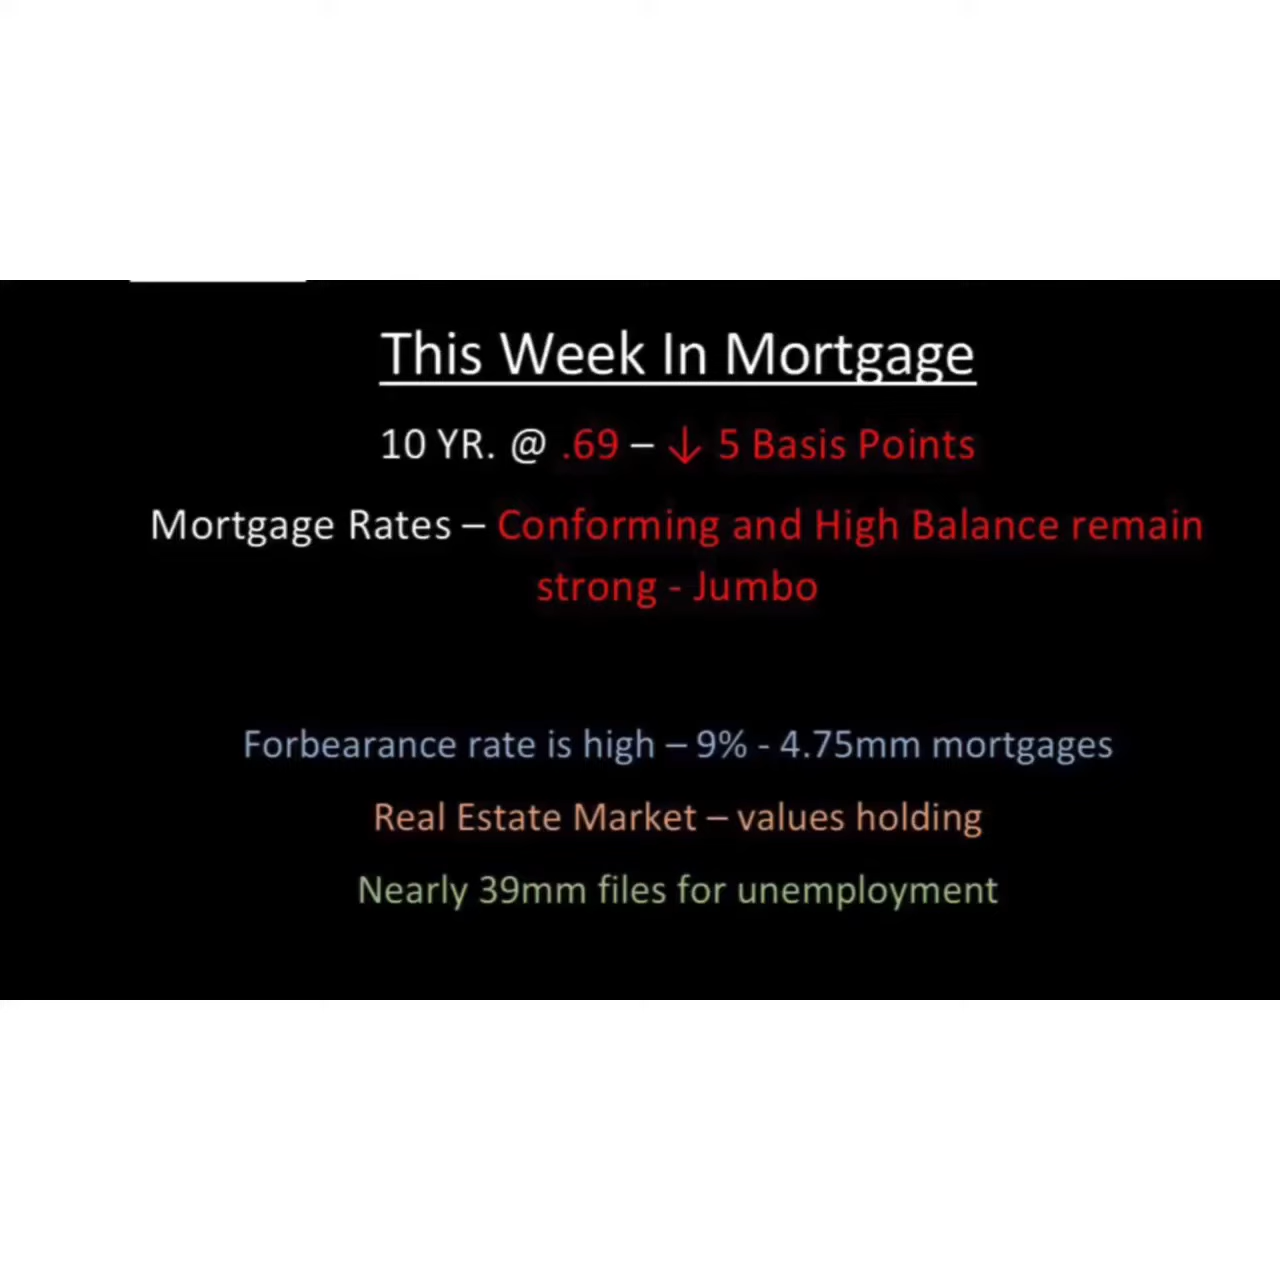 This Week In Mortgage
10 YR. @ .69 – ↓ 5 Basis Points
Mortgage Rates – Conforming and High Balance remain
strong - Jumbo
Forbearance rate is high – 9% - 4.75mm mortgages
Real Estate Market – values holding
Nearly 39mm files for unemployment